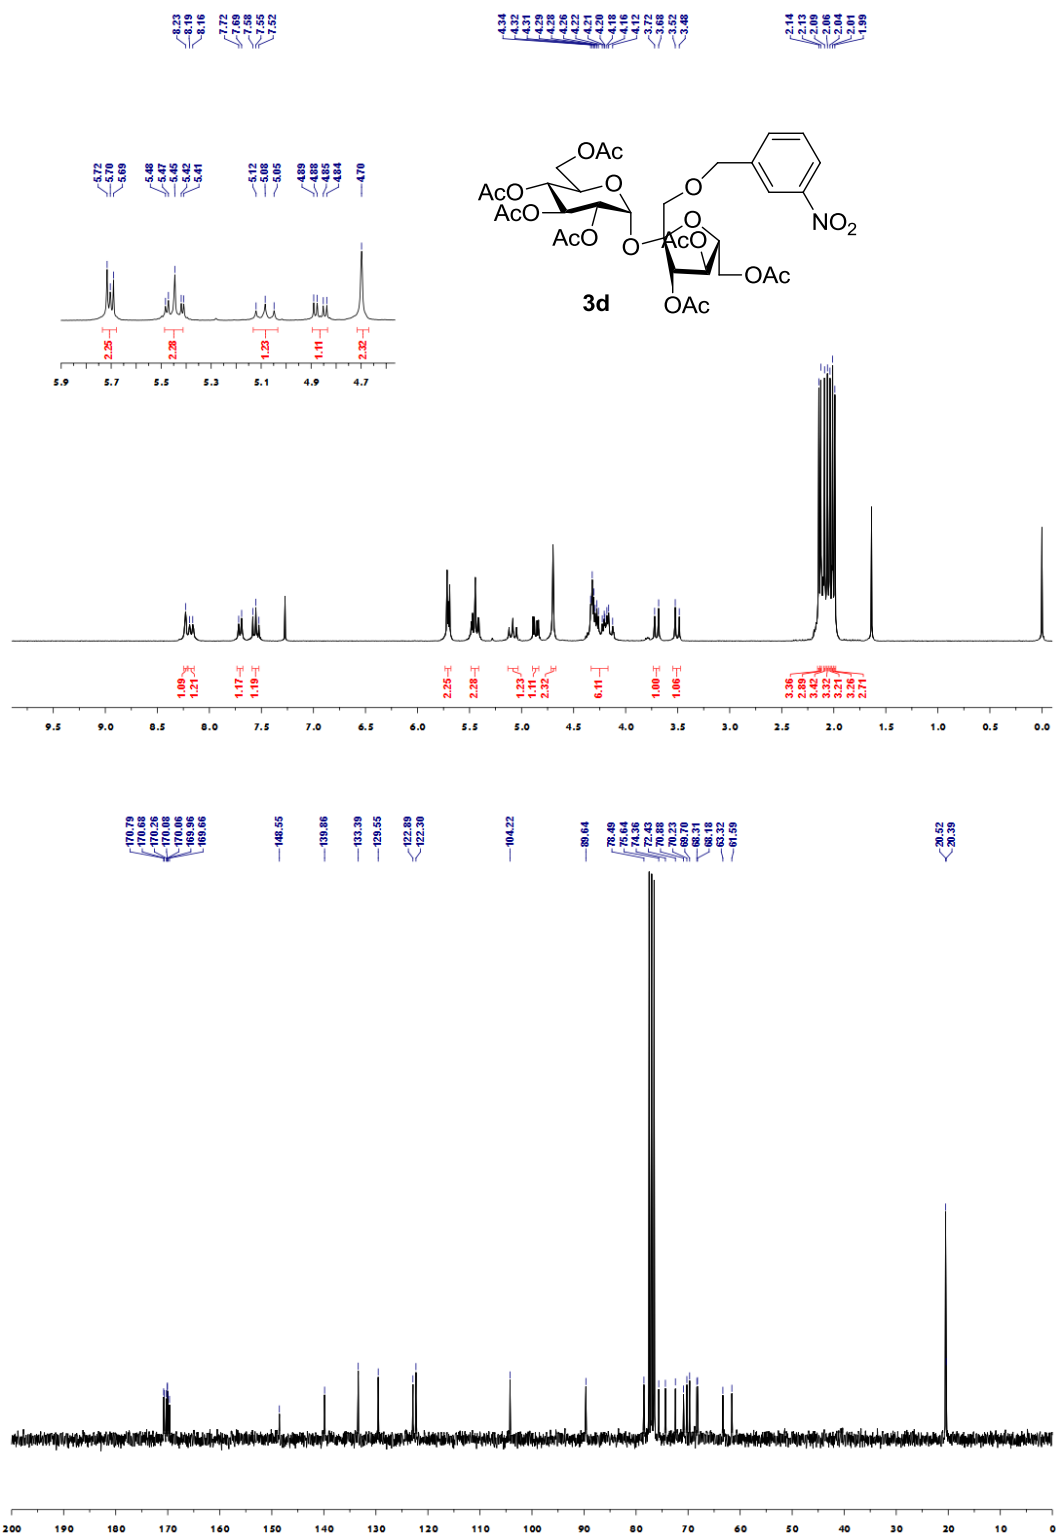 8.23 8.19 8.16 7.72 7.69 7.58 7.55 7.52 4.34 4.32 4.31 4.29 4.28 4.26 4.22 4.21 4.20 4.18 4.16 4.12 3.72 3.68 3.52 3.48 2.14 2.13 2.09 2.06 2.04 2.01 1.99
5.72 5.70 5.69 5.48 5.47 5.45 5.42 5.41 5.12 5.08 5.05 4.89 4.88 4.85 4.84 4.70
OAc
AcO
O
AcO
AcO
O
O
O
AcO
NO2
OAc
OAc
3d
2.25 2.28 1.23 1.11 2.32
5.9 5.7 5.5 5.3 5.1 4.9 4.7
1.09 1.21 1.17 1.19 2.25 2.28 1.23 1.11 2.32 6.11 1.00 1.06 3.36 2.89 3.42 3.32 3.21 3.26 2.71
9.5 9.0 8.5 8.0 7.5 7.0 6.5 6.0 5.5 5.0 4.5 4.0 3.5 3.0 2.5 2.0 1.5 1.0 0.5 0.0
170.79 170.68 170.26 170.08 170.06 169.96 169.66 148.55 139.86 133.39 129.55 122.89 122.30 104.22 89.64 78.49 75.64 74.36 72.43 70.88 70.23 69.70 68.31 68.18 63.32 61.59 20.52 20.39
200 190 180 170 160 150 140 130 120 110 100 90 80 70 60 50 40 30 20 10 0